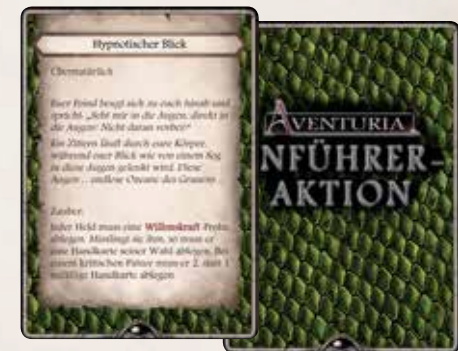 Hypnotischer Blick
Übernatürlich
Euer Feind beugt sich zu euch hinab und
spricht: „Seht mir in die Augen, direkt in
die Augen! Nicht daran vorbei!“
Ein Zittern läuft durch eure Körper,
während euer Blick wie von einem Sog
in diese Augen gelenkt wird. Diese
Augen ... endlose Ozeane des Grauens ...
Zauber:
Jeder Held muss eine Willenskraft-Probe
ablegen. Misslingt sie ihm, so muss er
eine Handkarte seiner Wahl ablegen. Bei
einem kritischen Patzer muss er 2, statt 1
Handkarte ablegen.
AVENTURIA
NFÜHRER-
AKTION